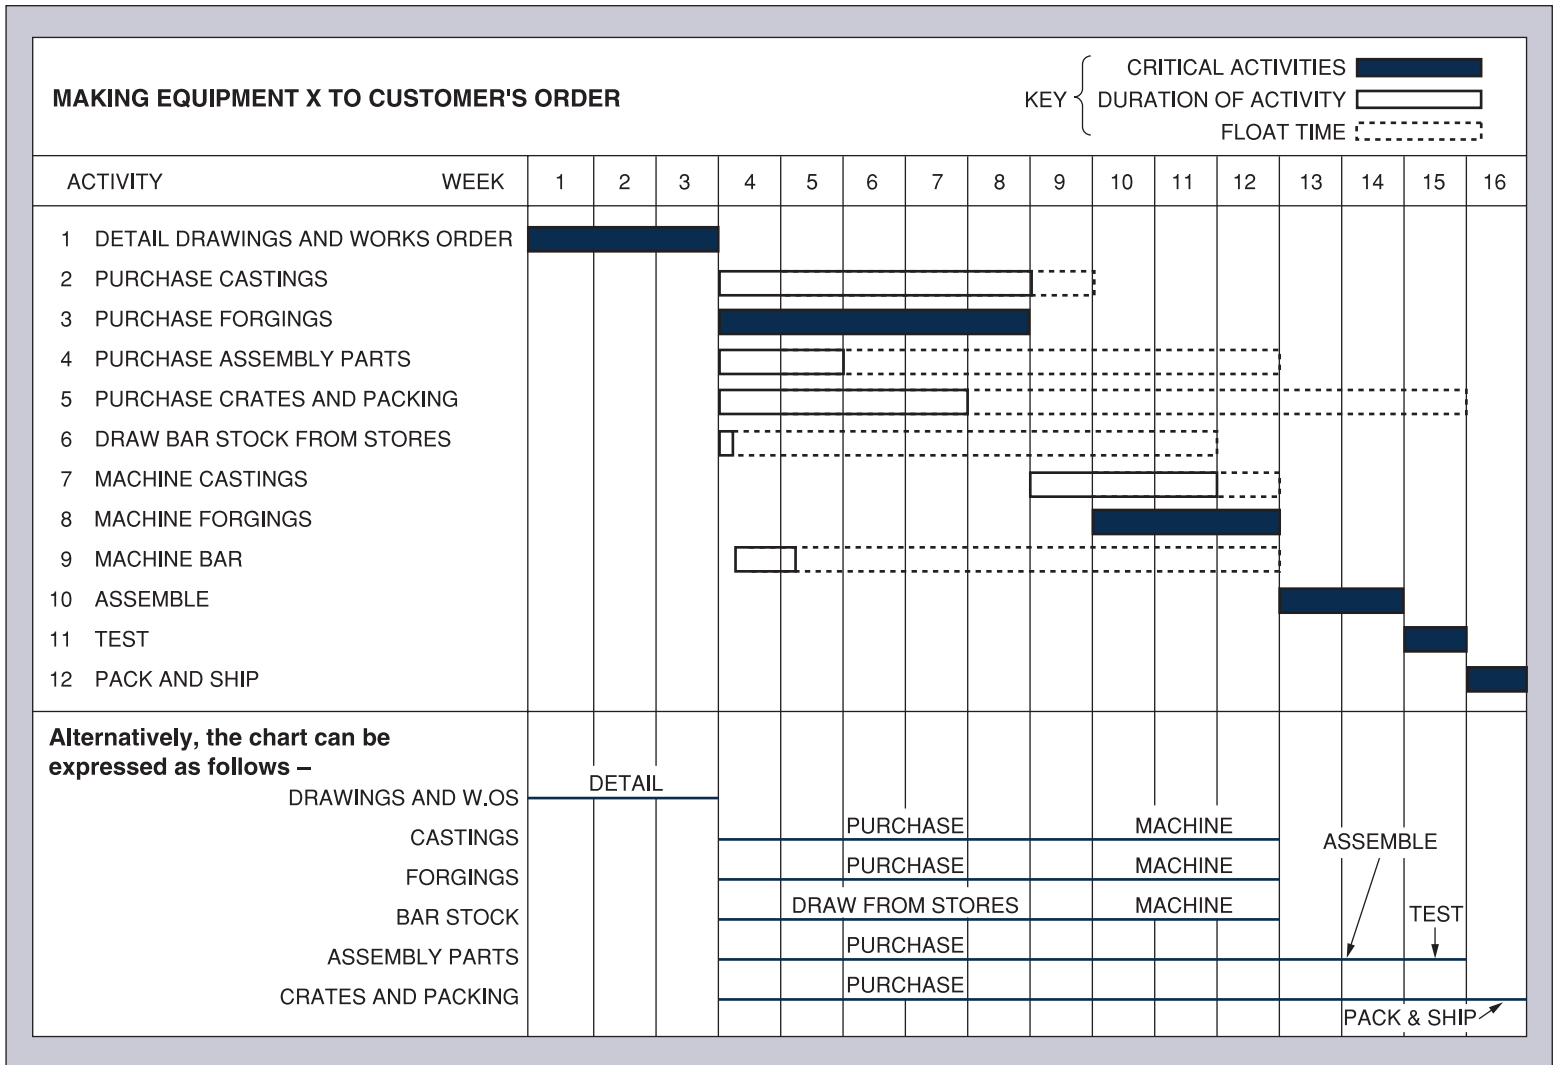 MAKING EQUIPMENT X TO CUSTOMER'S ORDER
KEY
CRITICAL ACTIVITIES
DURATION OF ACTIVITY
FLOAT TIME
ACTIVITY WEEK 1 2 3 4 5 6 7 8 9 10 11 12 13 14 15 16
1 DETAIL DRAWINGS AND WORKS ORDER
2 PURCHASE CASTINGS
3 PURCHASE FORGINGS
4 PURCHASE ASSEMBLY PARTS
5 PURCHASE CRATES AND PACKING
6 DRAW BAR STOCK FROM STORES
7 MACHINE CASTINGS
8 MACHINE FORGINGS
9 MACHINE BAR
10 ASSEMBLE
11 TEST
12 PACK AND SHIP
Alternatively, the chart can be
expressed as follows –
DRAWINGS AND W.OS DETAIL
CASTINGS PURCHASE MACHINE
ASSEMBLE
FORGINGS PURCHASE MACHINE
BAR STOCK DRAW FROM STORES MACHINE
TEST
ASSEMBLY PARTS PURCHASE
CRATES AND PACKING PURCHASE
PACK & SHIP